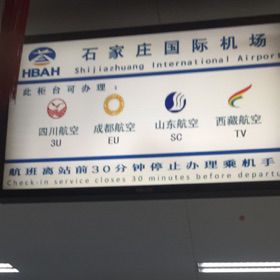 石家庄国际机场
Shijiazhuang International Airport
HBAH
此柜台可办理：
四川航空 成都航空 山东航空 西藏航空
3U EU SC TV
航班离站前30分钟停止办理乘机手
Check-in service closes 30 minutes before departu